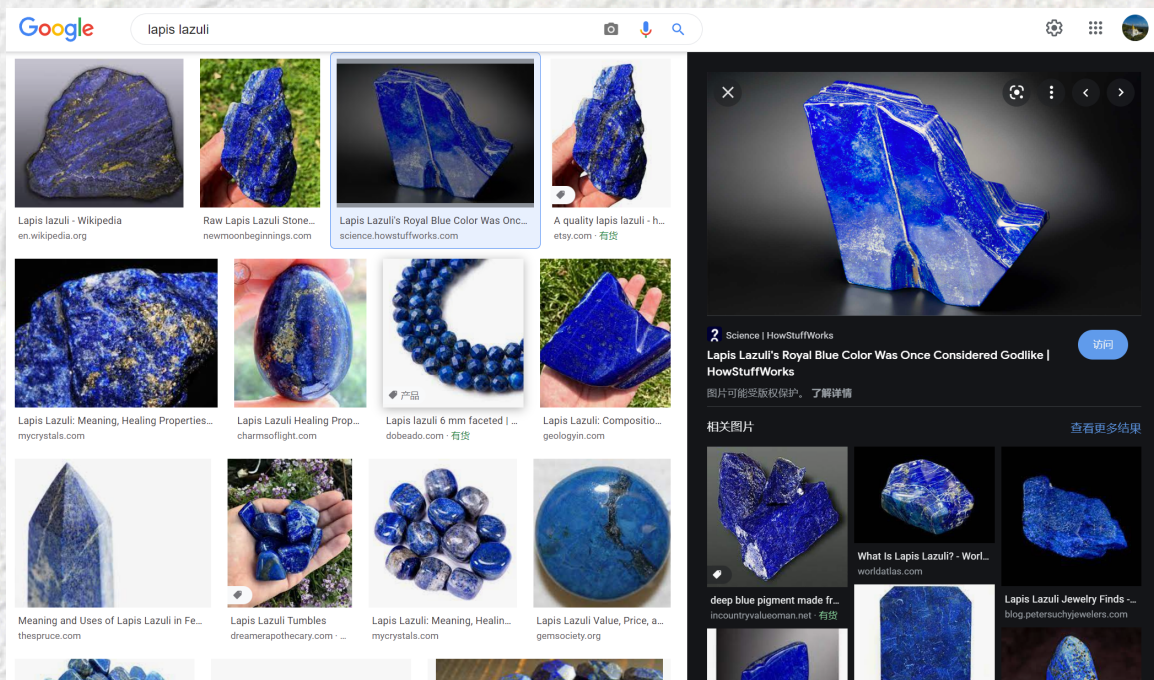 Google
lapis lazuli
Lapis lazuli - Wikipedia
en.wikipedia.org
Raw Lapis Lazuli Stone...
newmoonbeginnings.com
Lapis Lazuli's Royal Blue Color Was Onc...
science.howstuffworks.com
A quality lapis lazuli - h...
etsy.com · 有货
Lapis Lazuli: Meaning, Healing Properties...
mycrystals.com
Lapis Lazuli Healing Prop...
charmsoflight.com
产品
Lapis lazuli 6 mm faceted | ...
dobeado.com · 有货
Lapis Lazuli: Compositio...
geologyin.com
Meaning and Uses of Lapis Lazuli in Fe...
thespruce.com
Lapis Lazuli Tumbles
dreamerapothecary.com · ...
Lapis Lazuli: Meaning, Healin...
mycrystals.com
Lapis Lazuli Value, Price, a...
gemsociety.org
Science | HowStuffWorks
Lapis Lazuli's Royal Blue Color Was Once Considered Godlike |
HowStuffWorks
访问
图片可能受版权保护。 了解详情
相关图片
查看更多结果
deep blue pigment made fr...
incountryvalueoman.net · 有货
What Is Lapis Lazuli? - Worl...
worldatlas.com
Lapis Lazuli Jewelry Finds -...
blog.petersuchyjewelers.com